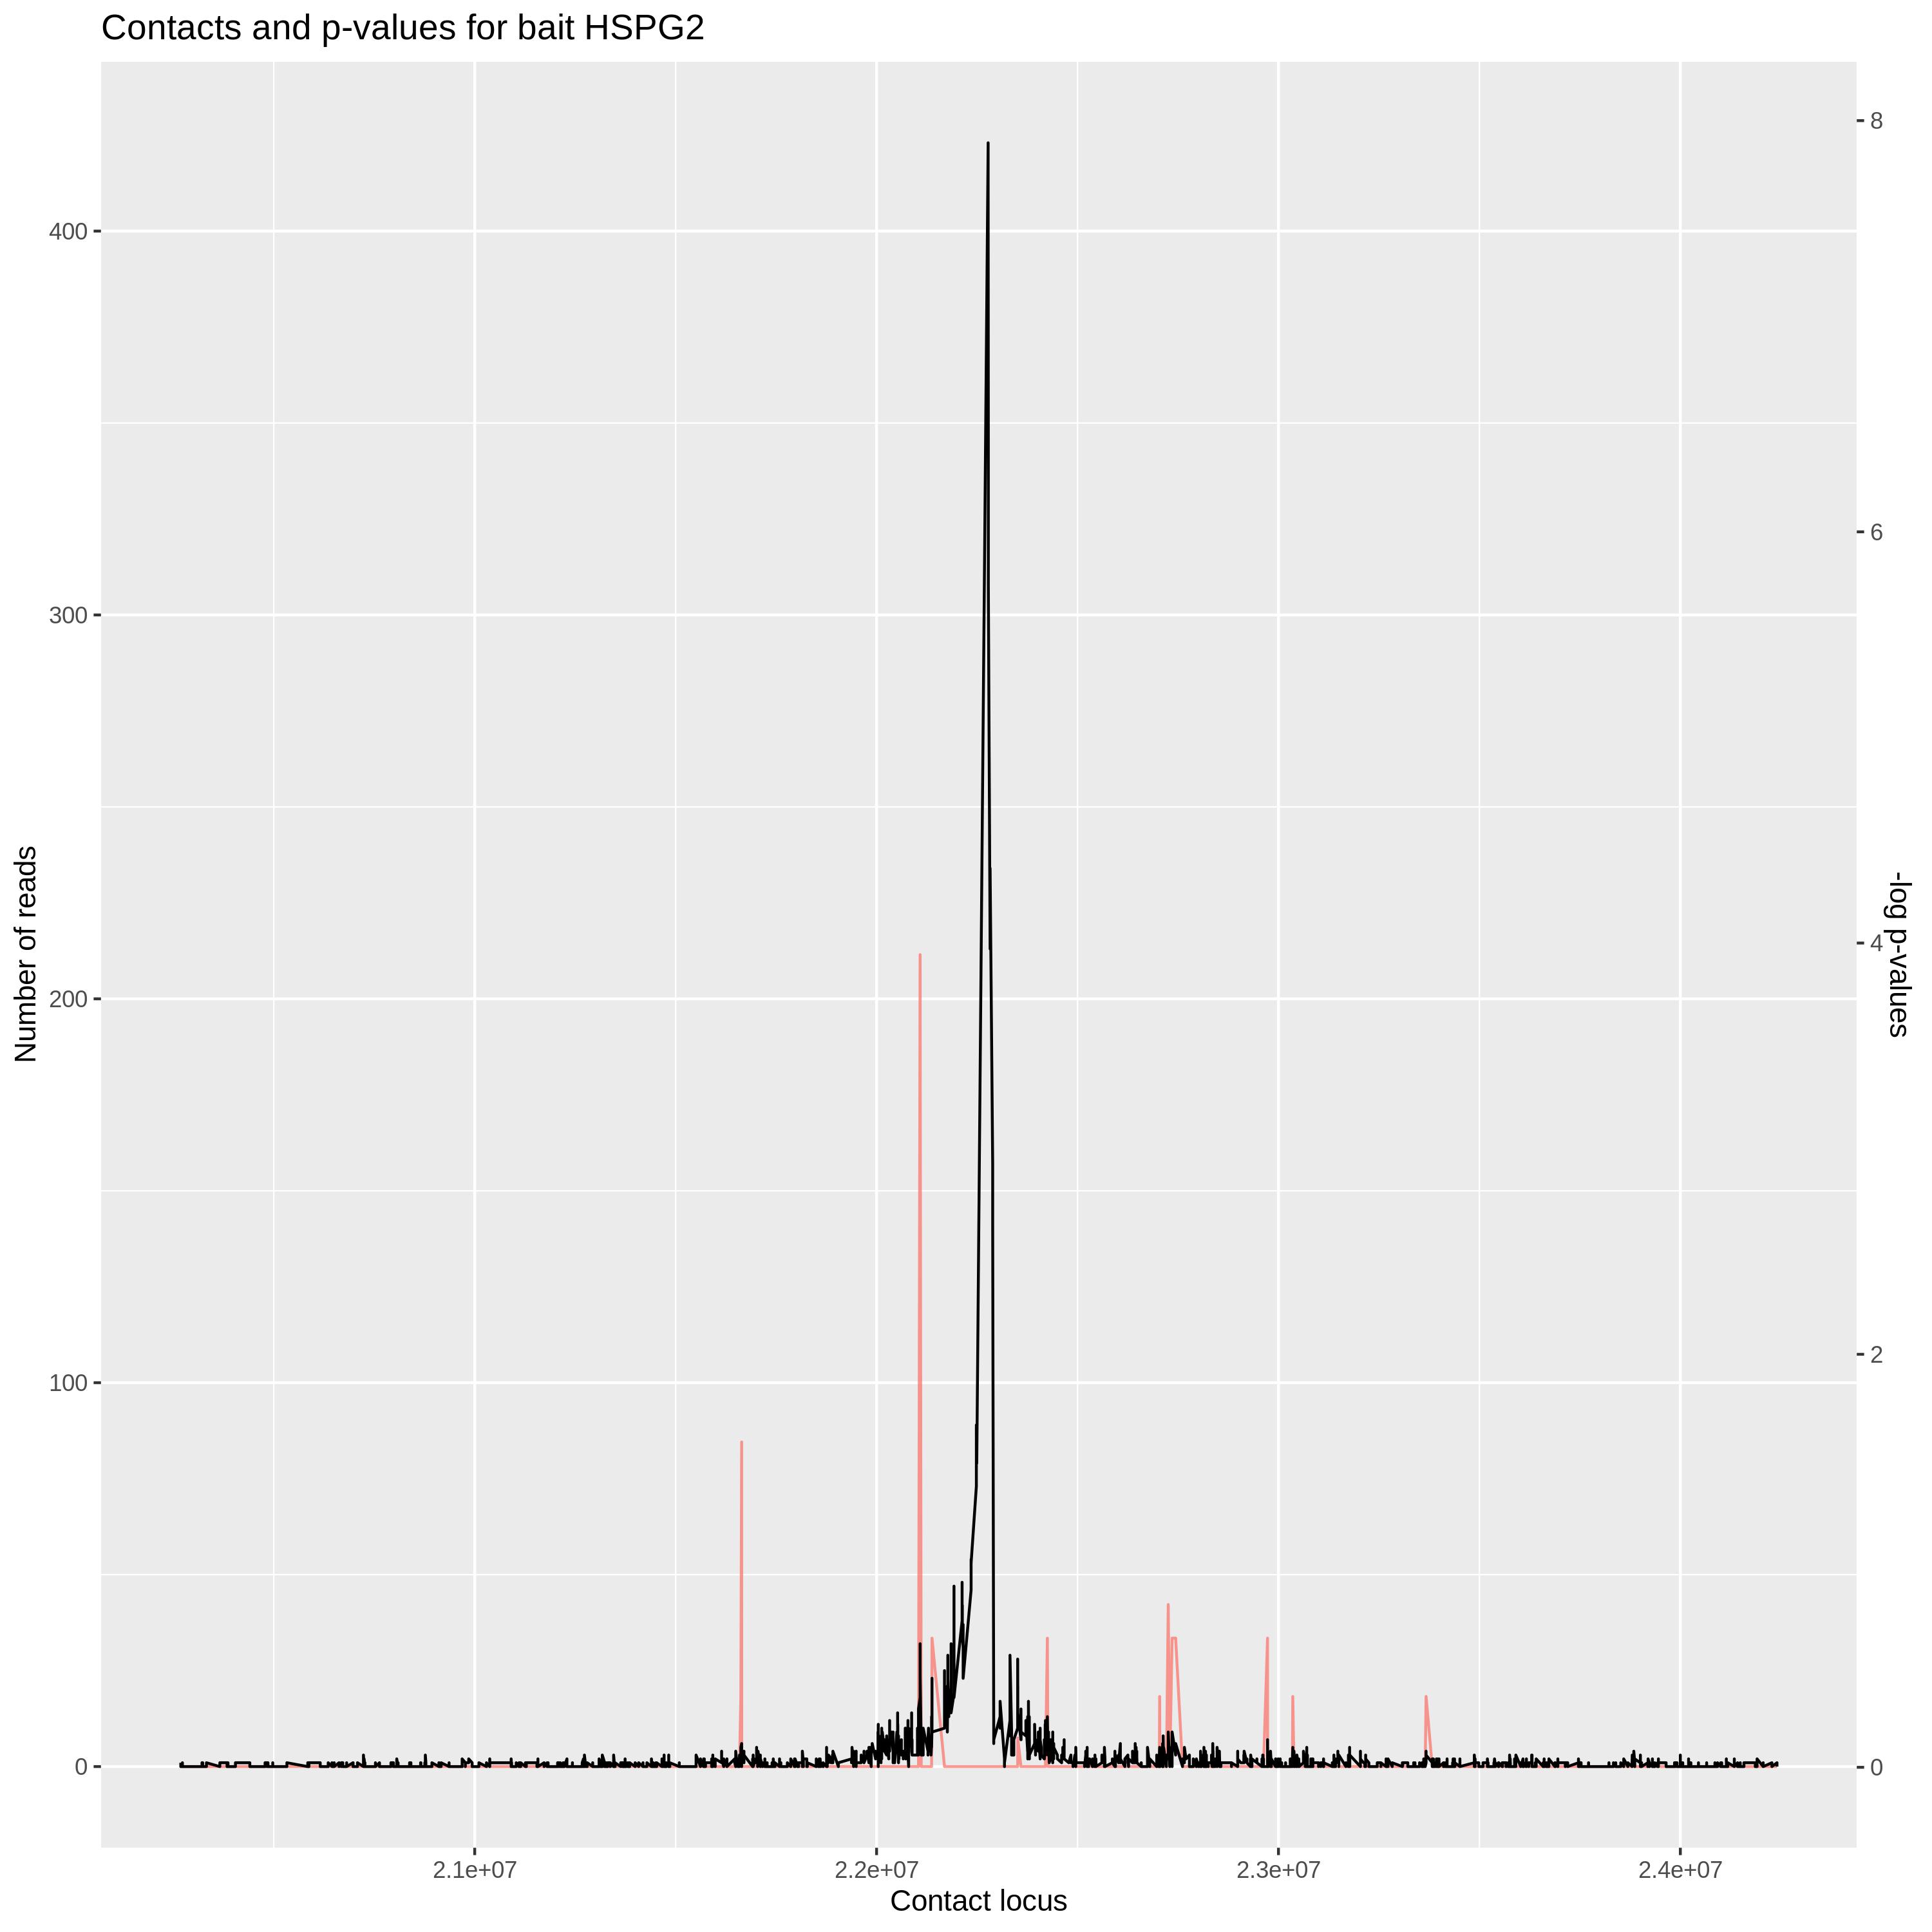 Contacts and p-values for bait HSPG2
8
400
6
300
Number of reads
-log p-values
4
200
2
100
0
0
2.1e+07
2.2e+07
2.3e+07
2.4e+07
Contact locus